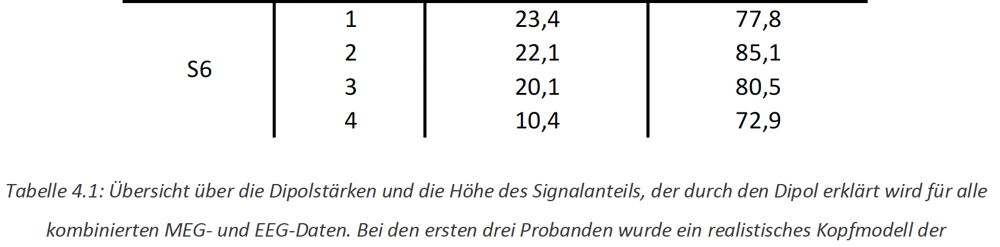 1 23,4 77,8
2 22,1 85,1
S6
3 20,1 80,5
4 10,4 72,9
Tabelle 4.1: Übersicht über die Dipolstärken und die Höhe des Signalanteils, der durch den Dipol erklärt wird für alle
kombinierten MEG- und EEG-Daten. Bei den ersten drei Probanden wurde ein realistisches Kopfmodell der